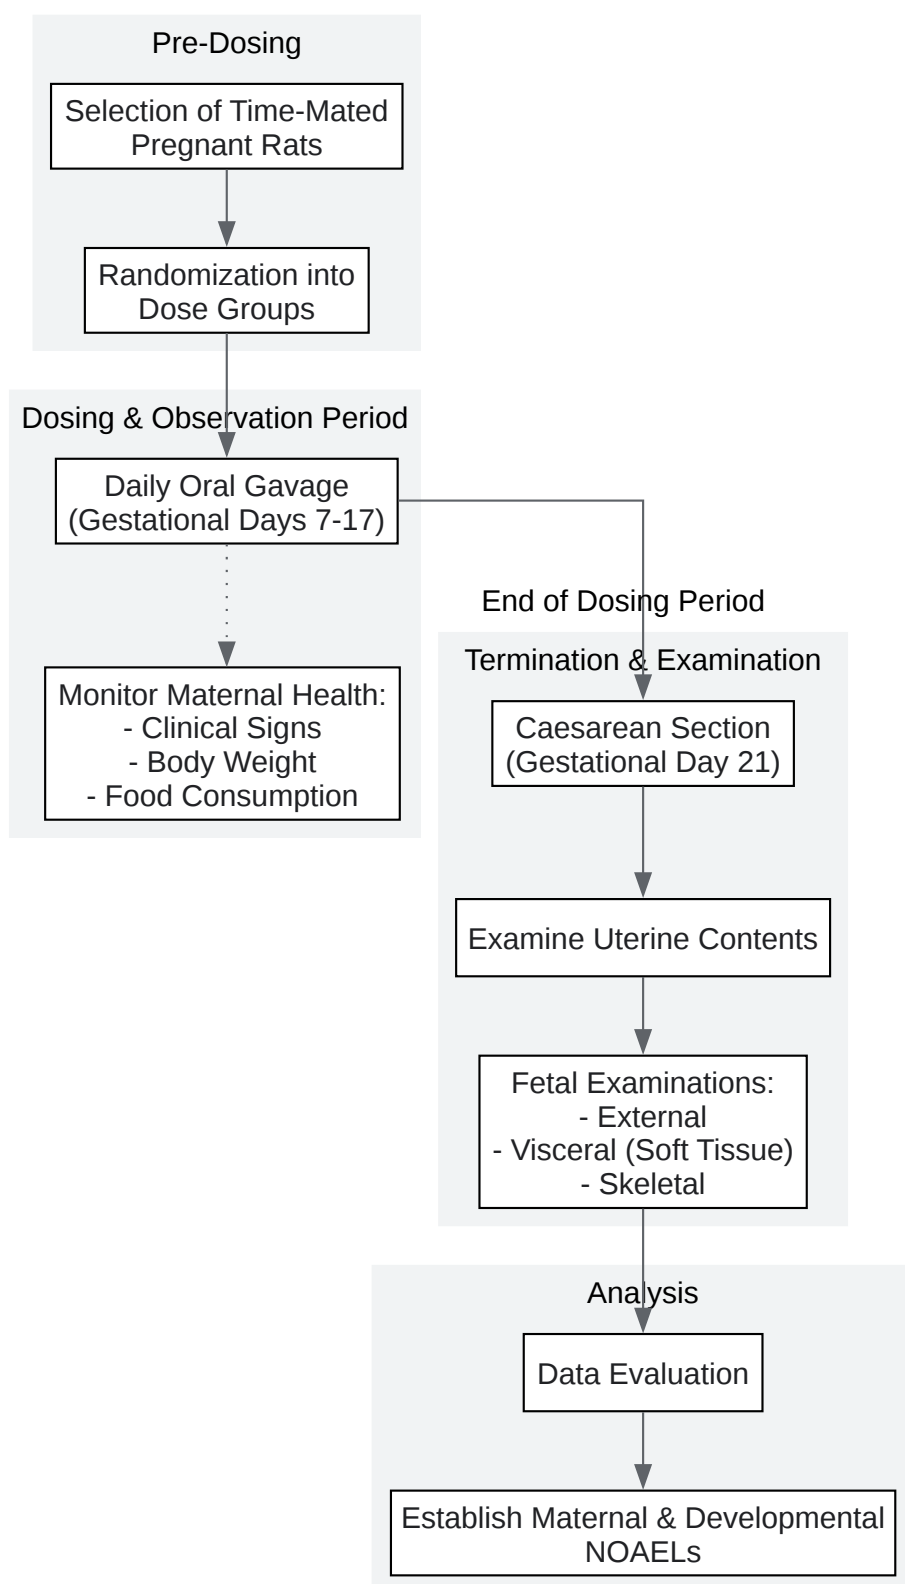 Pre-Dosing
Selection of Time-Mated
Pregnant Rats
Randomization into
Dose Groups
Dosing & Observation Period
Daily Oral Gavage
(Gestational Days 7-17)
Monitor Maternal Health:
- Clinical Signs
- Body Weight
- Food Consumption
End of Dosing Period
Termination & Examination
Caesarean Section
(Gestational Day 21)
Examine Uterine Contents
Fetal Examinations:
- External
- Visceral (Soft Tissue)
- Skeletal
Analysis
Data Evaluation
Establish Maternal & Developmental
NOAELs